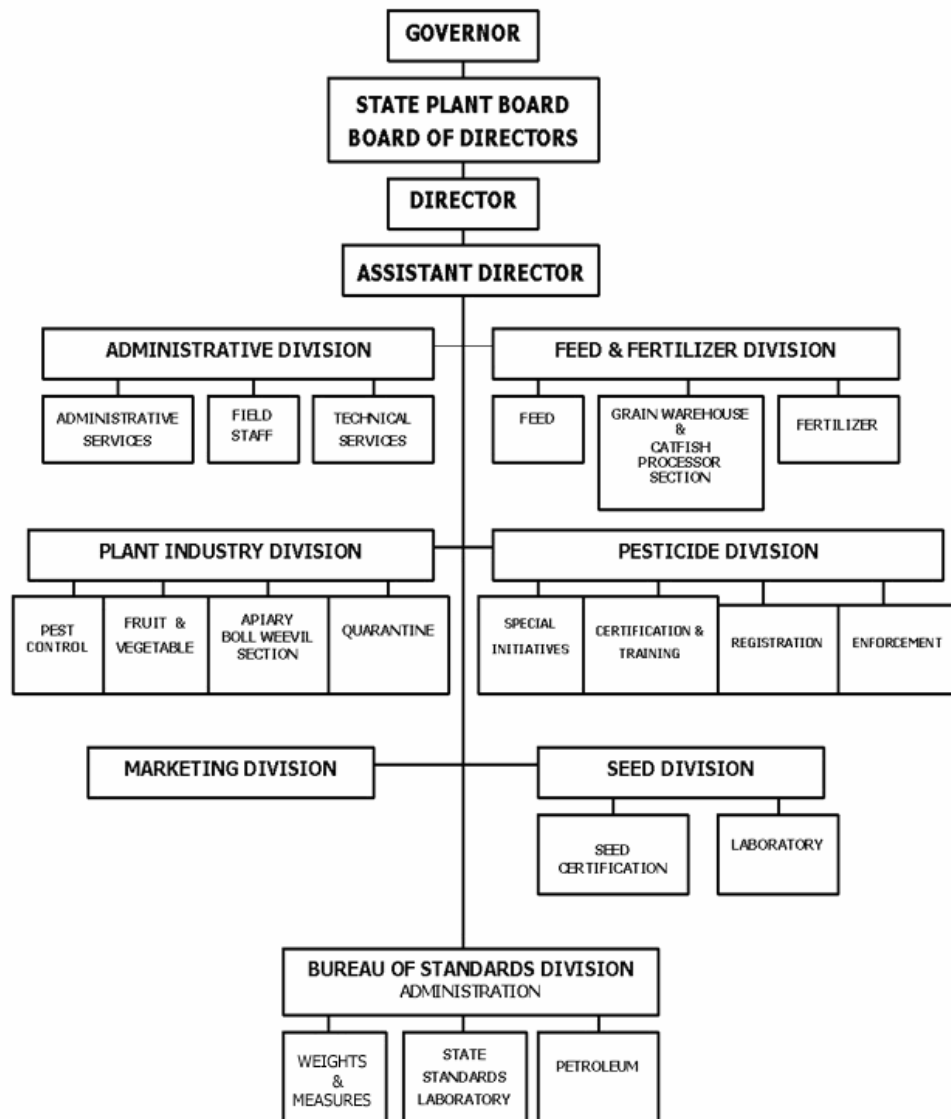 GOVERNOR
STATE PLANT BOARD
BOARD OF DIRECTORS
DIRECTOR
ASSISTANT DIRECTOR
ADMINISTRATIVE DIVISION
ADMINISTRATIVE
SERVICES
FIELD
STAFF
TECHNICAL
SERVICES
FEED & FERTILIZER DIVISION
FEED
GRAIN WAREHOUSE
&
CATFISH
PROCESSOR
SECTION
FERTILIZER
PLANT INDUSTRY DIVISION
PEST
CONTROL
FRUIT &
VEGETABLE
APIARY
BOLL WEEVIL
SECTION
QUARANTINE
PESTICIDE DIVISION
SPECIAL
INITIATIVES
CERTIFICATION &
TRAINING
REGISTRATION
ENFORCEMENT
MARKETING DIVISION
SEED DIVISION
SEED
CERTIFICATION
LABORATORY
BUREAU OF STANDARDS DIVISION
ADMINISTRATION
WEIGHTS
&
MEASURES
STATE
STANDARDS
LABORATORY
PETROLEUM